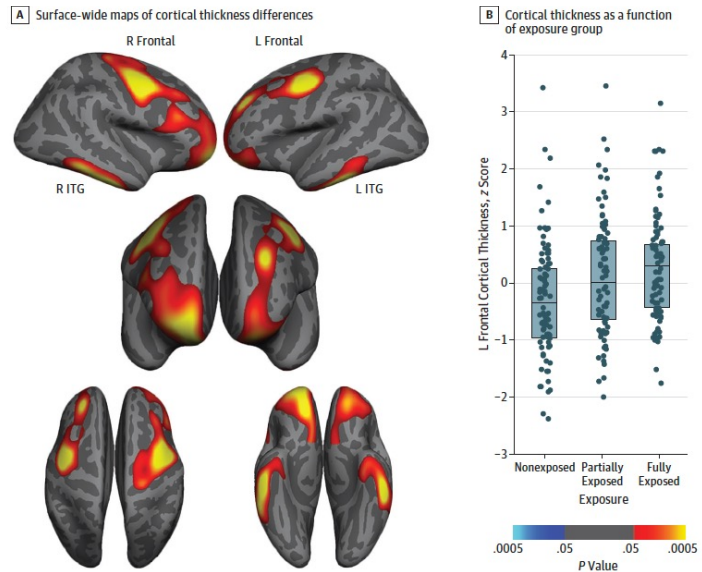 A Surface-wide maps of cortical thickness differences
R Frontal
L Frontal
R ITG
L ITG
B Cortical thickness as a function
of exposure group
4
3
2
1
0
−1
−2
−3
L Frontal Cortical Thickness, z Score
Nonexposed
Partially
Exposed
Fully
Exposed
Exposure
.0005
.05
.05
.0005
P Value